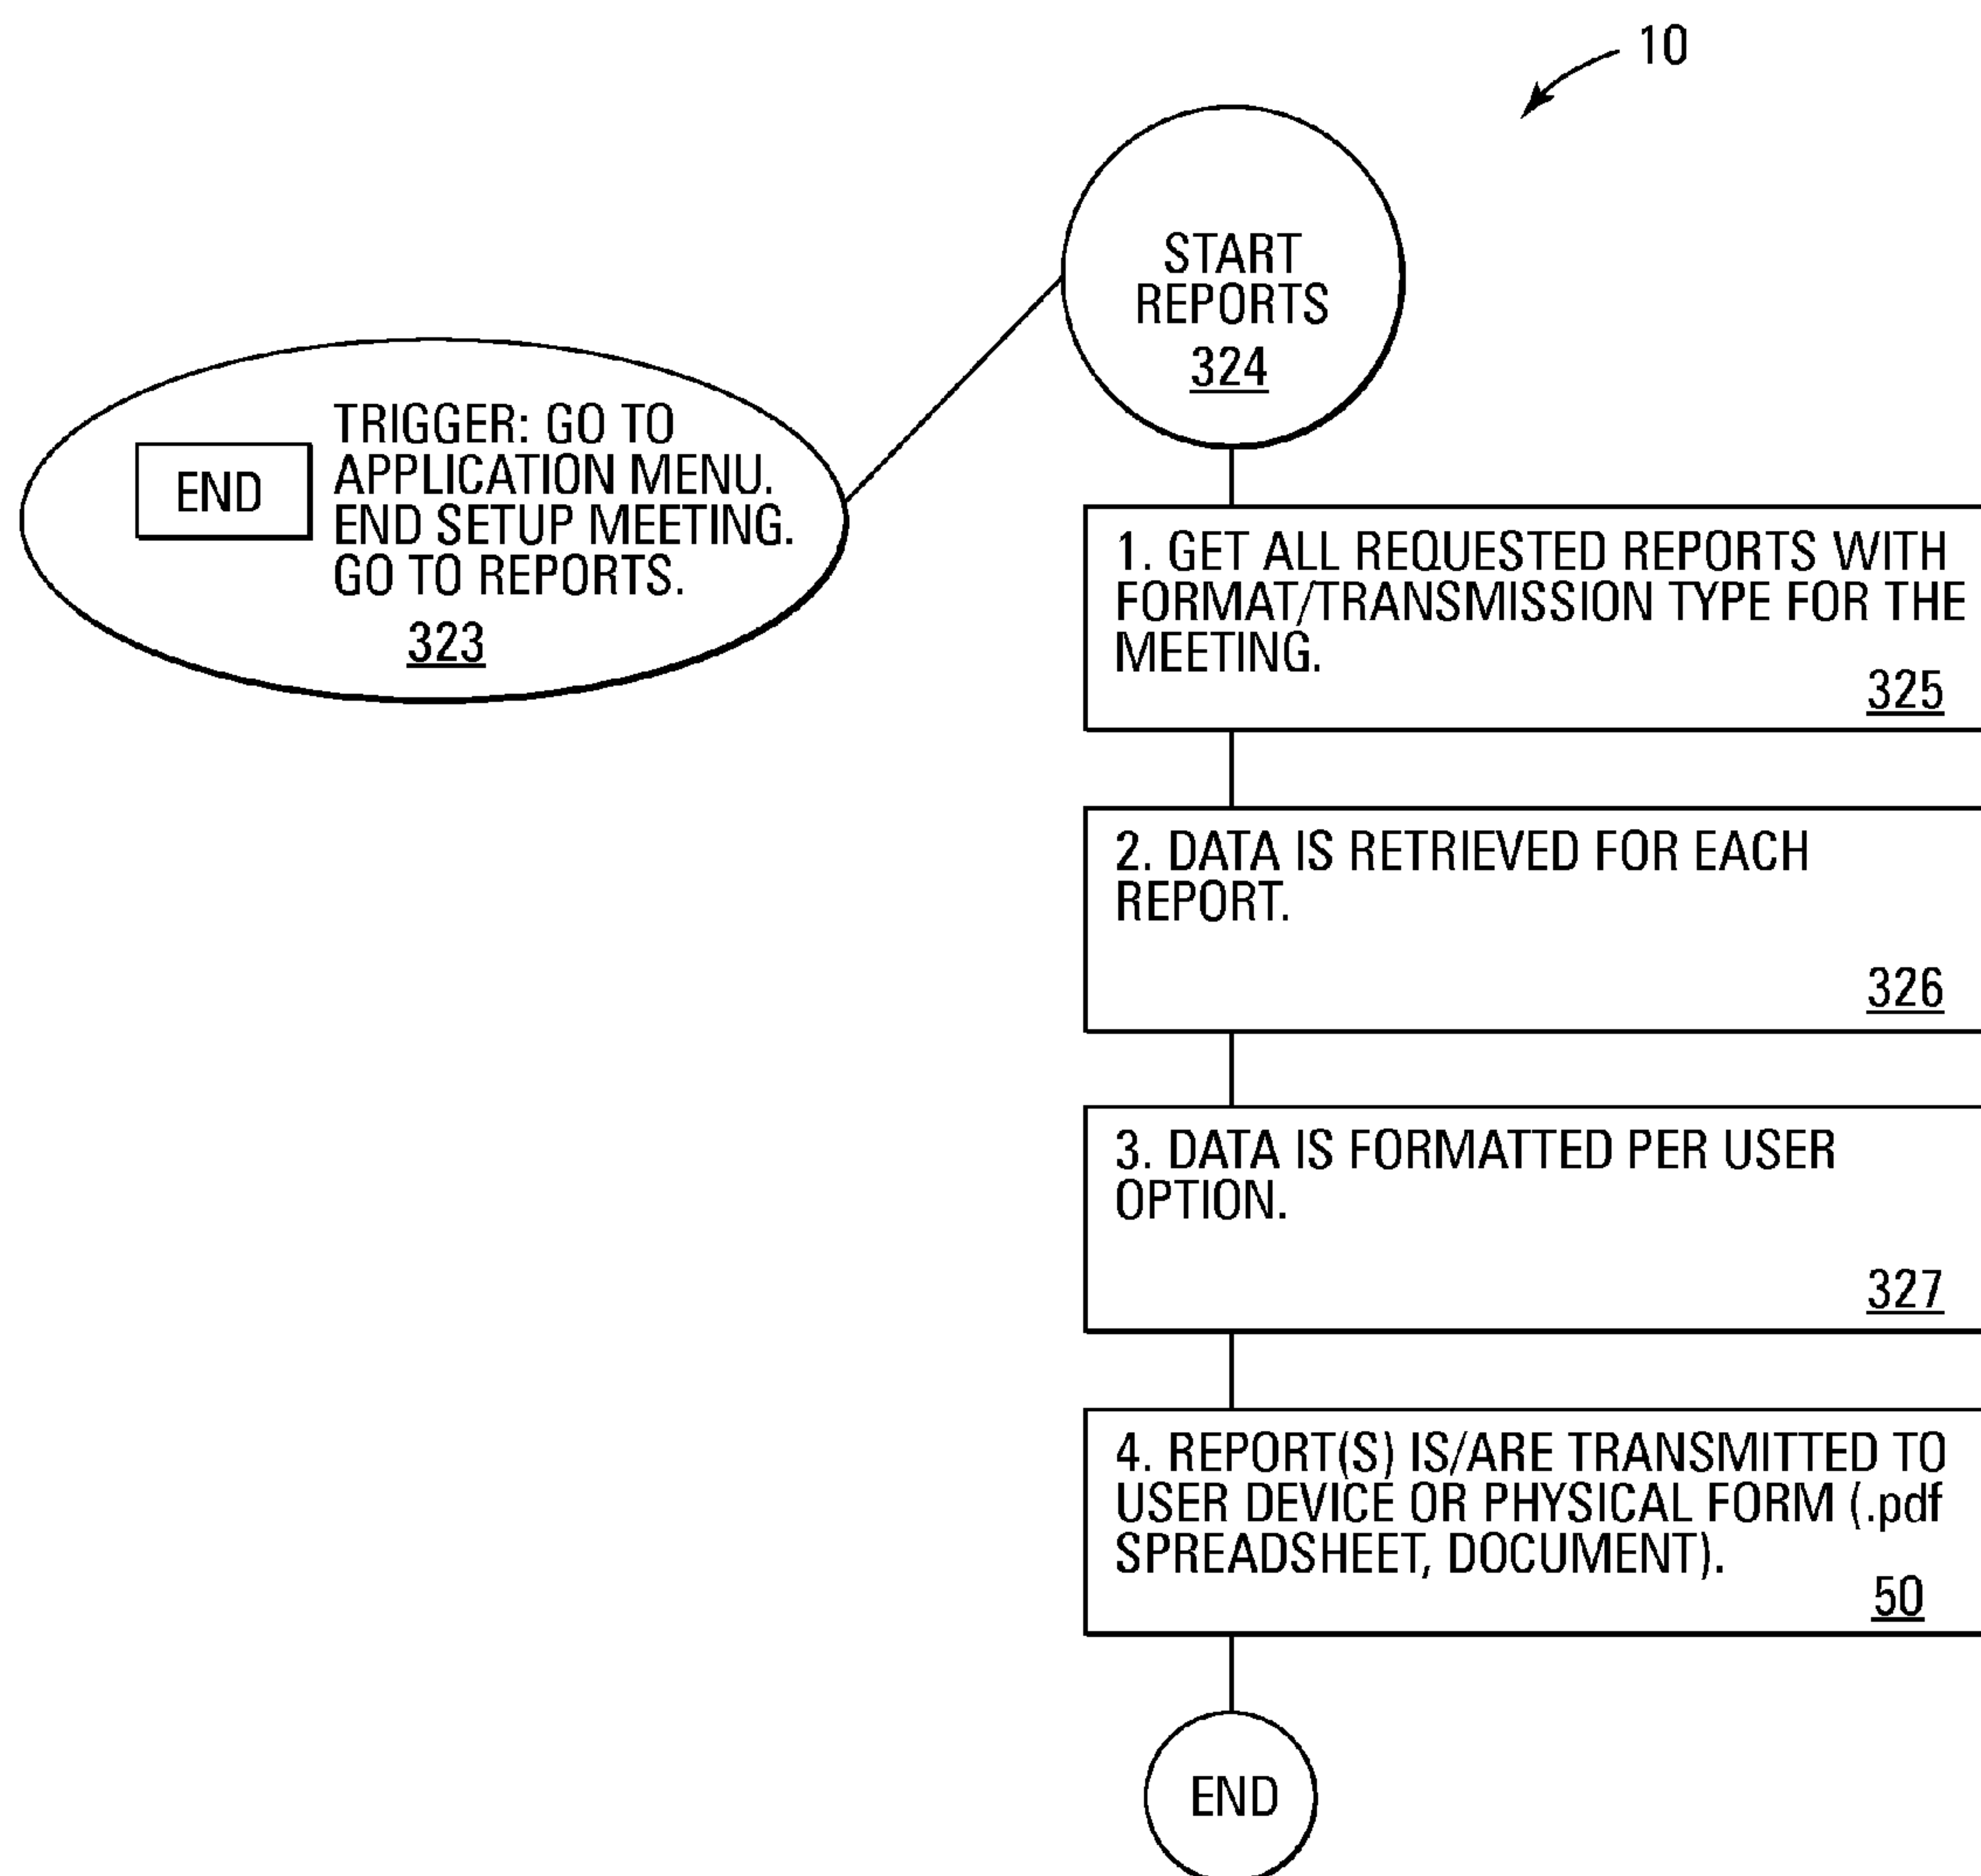 10
START
REPORTS
324
END
TRIGGER: GO TO
APPLICATION MENU.
END SETUP MEETING.
GO TO REPORTS.
323
1. GET ALL REQUESTED REPORTS WITH
FORMAT/TRANSMISSION TYPE FOR THE
MEETING.
325
2. DATA IS RETRIEVED FOR EACH
REPORT.
326
3. DATA IS FORMATTED PER USER
OPTION.
327
4. REPORT(S) IS/ARE TRANSMITTED TO
USER DEVICE OR PHYSICAL FORM (.pdf
SPREADSHEET, DOCUMENT).
50
END